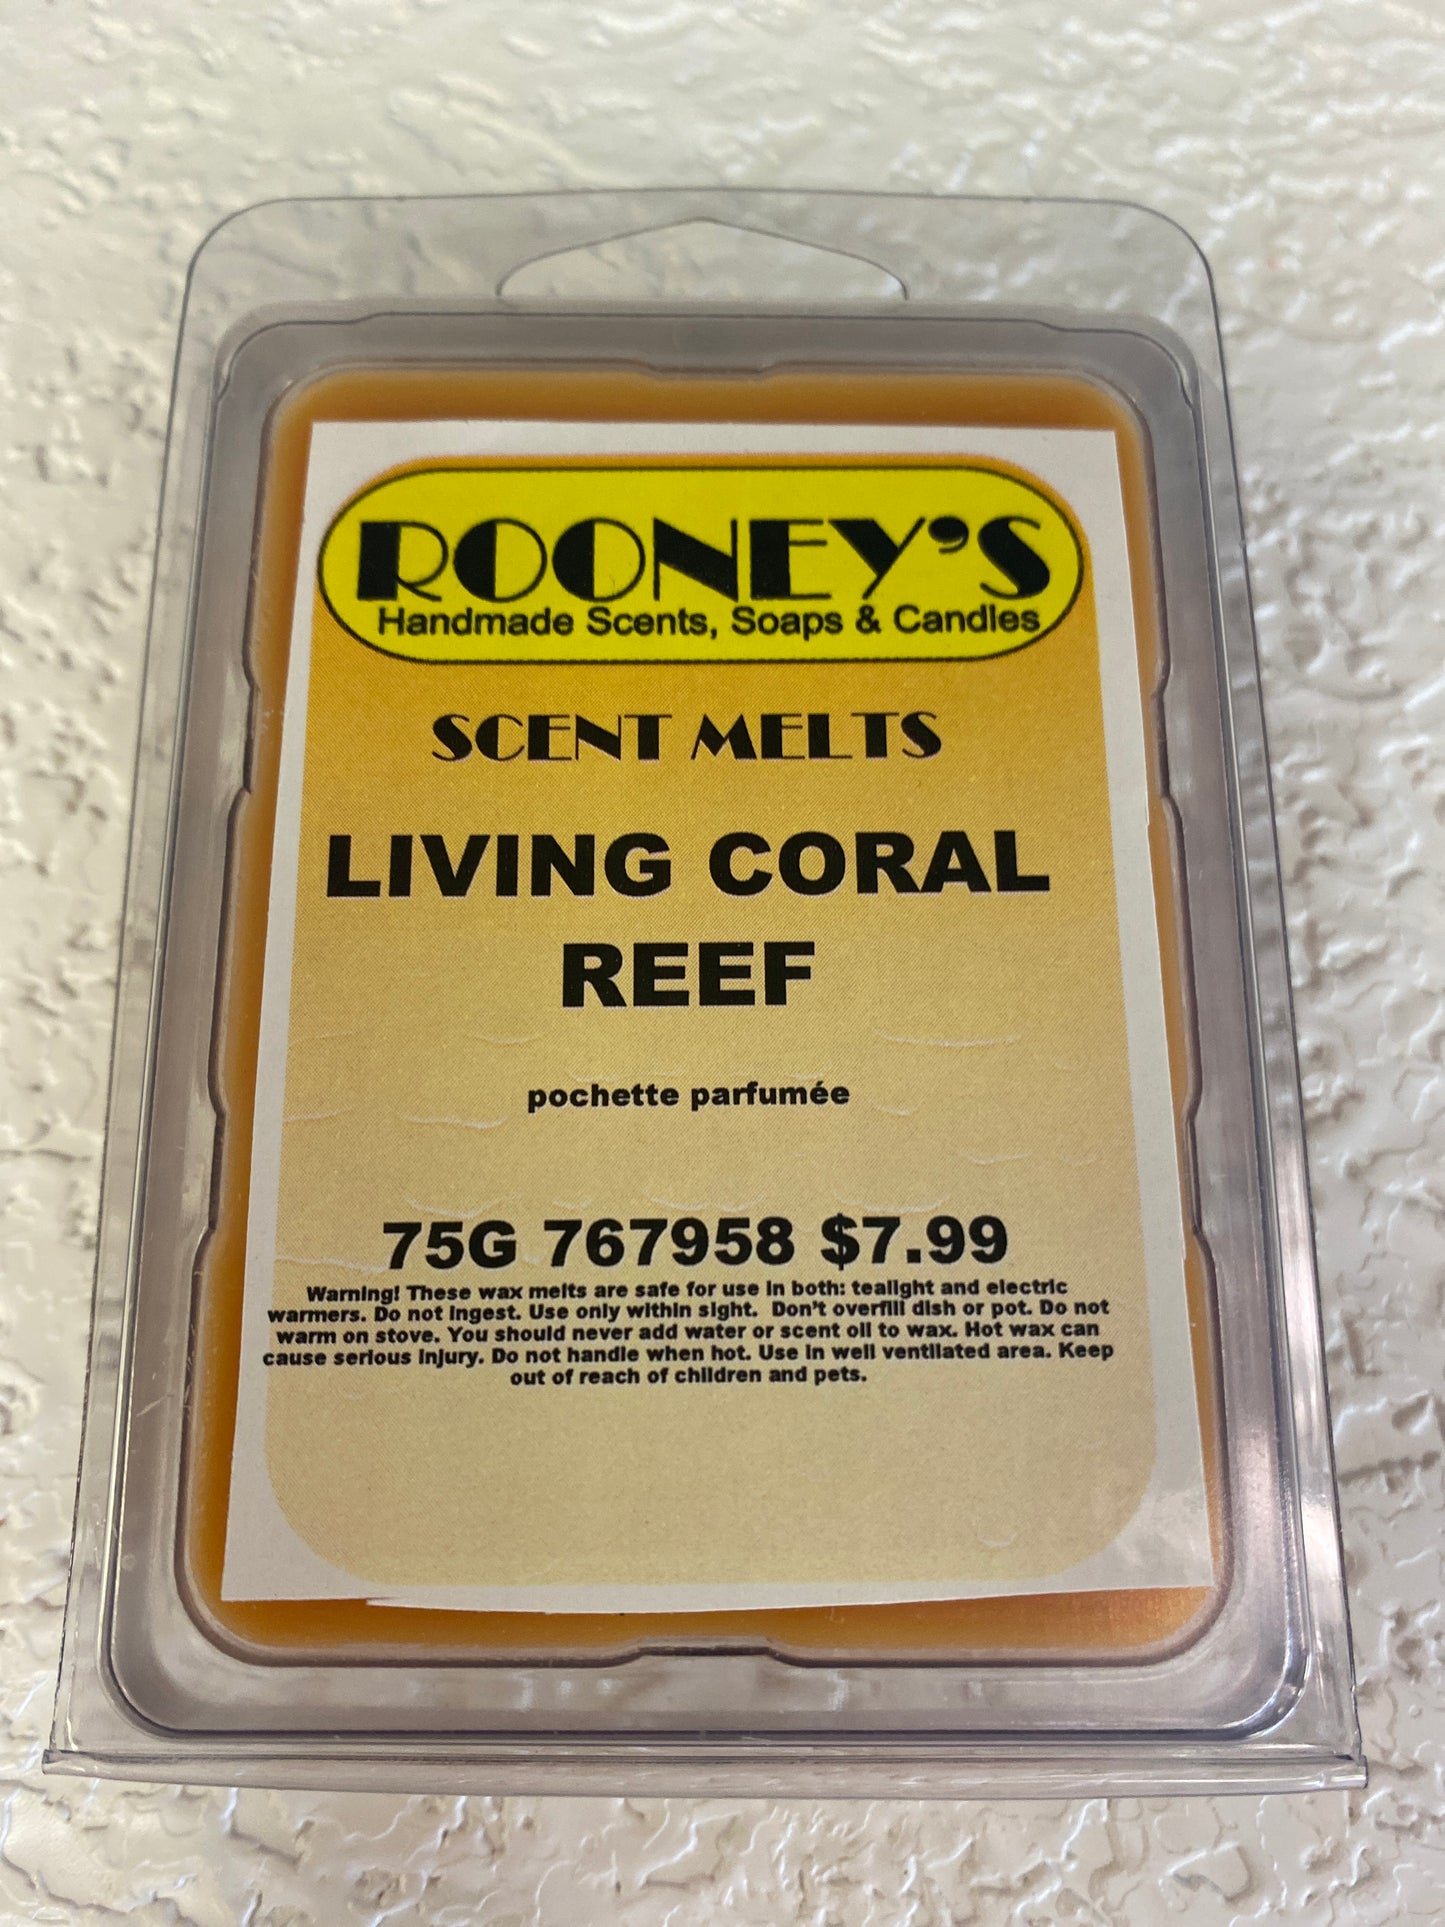 ROONEY'S
Handmade Scents, Soaps & Candles
SCENT MELTS
LIVING CORAL
REEF
pochette parfumée
75G 767958 $7.99
Warning! These wax melts are safe for use in both: tealight and electric
warmers. Do not ingest. Use only within sight. Don't overfill dish or pot. Do not
warm on stove. You should never add water or scent oil to wax. Hot wax can
cause serious injury. Do not handle when hot. Use in well ventilated area. Keep
out of reach of children and pets.